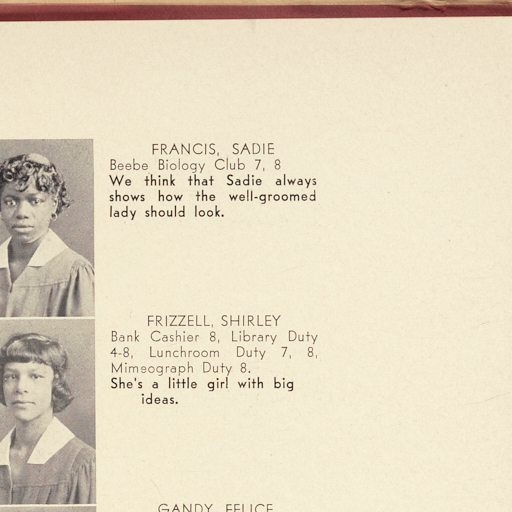 FRANCIS, SADIE
Beebe Biology Club 7, 8
We think that Sadie always
shows how the well-groomed
lady should look.
FRIZZELL, SHIRLEY
Bank Cashier 8, Library Duty
4-8, Lunchroom Duty 7, 8,
Mimeograph Duty 8.
She's a little girl with big
ideas.
GANDY, FELICE